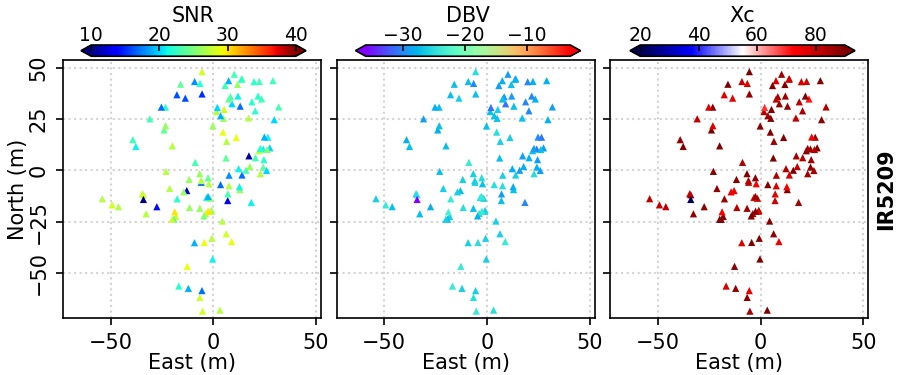 SNR DBV Xc
10 20 30 40 −30 −20 −10 20 40 60 80
50
25
0
−25
−50
North (m)
−50 0 50 −50 0 50 −50 0 50
East (m) East (m) East (m)
IR5209